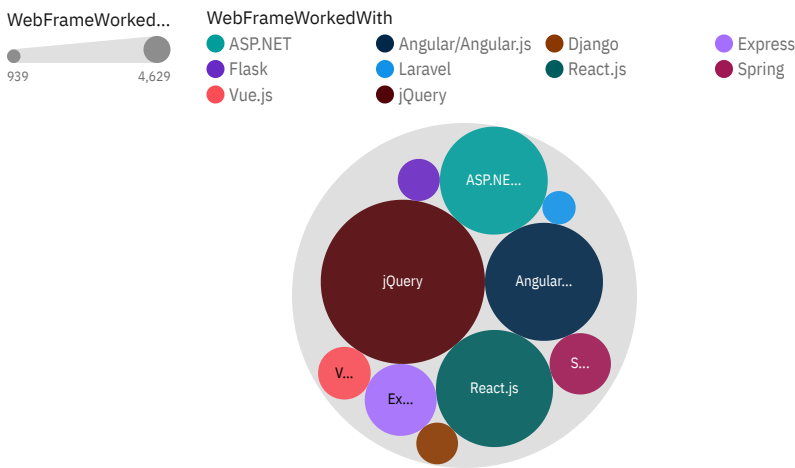 WebFrameWorked...
939 4,629
WebFrameWorkedWith
ASP.NET Angular/Angular.js Django Express
Flask Laravel React.js Spring
Vue.js jQuery
ASP.NE...
jQuery Angular...
S...
V...
React.js
Ex...